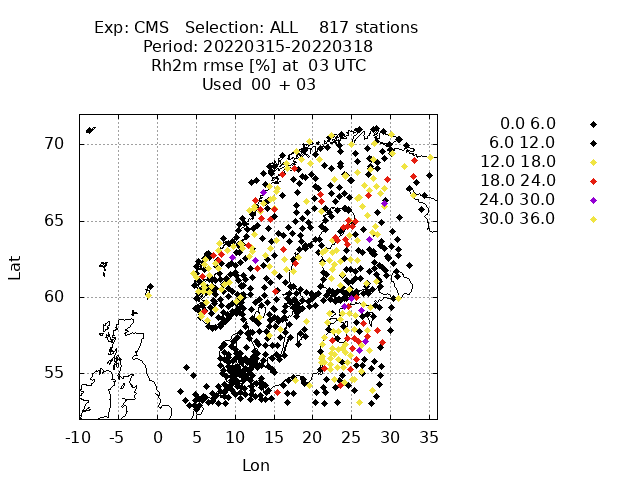 Exp: CMS Selection: ALL 817 stations
Period: 20220315-20220318
Rh2m rmse [%] at 03 UTC
Used 00 + 03
0.0 6.0
6.0 12.0
12.0 18.0
18.0 24.0
24.0 30.0
30.0 36.0
70
65
60
55
Lat
-10 -5 0 5 10 15 20 25 30 35
Lon